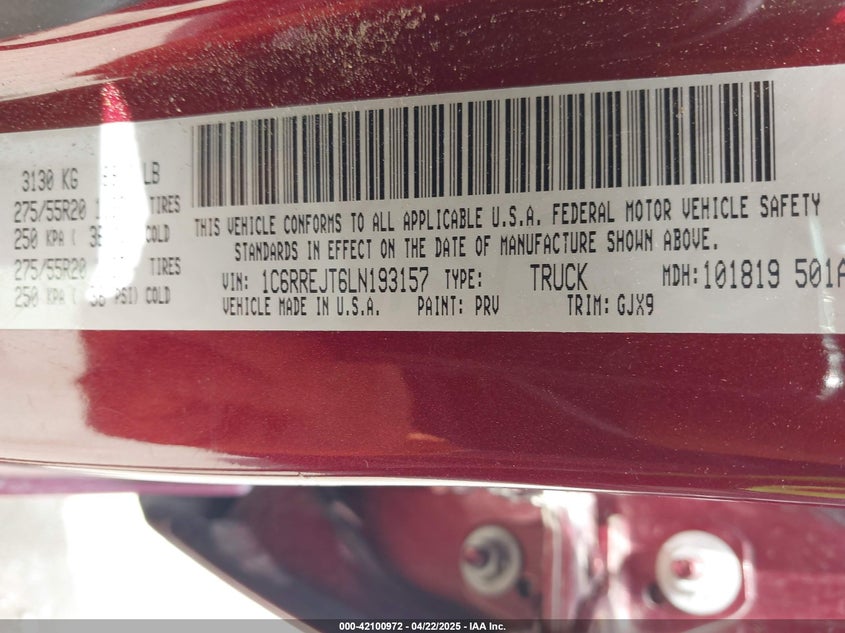 3130 KG LB
275/55R20 TIRES
250 KPA ( COLD
275/55R20 TIRES
250 KPA ( PSI) COLD
THIS VEHICLE CONFORMS TO ALL APPLICABLE U.S.A. FEDERAL MOTOR VEHICLE SAFETY
STANDARDS IN EFFECT ON THE DATE OF MANUFACTURE SHOWN ABOVE.
VIN: 1C6RREJT6LN193157 TYPE: TRUCK MDH: 101819 501A
VEHICLE MADE IN U.S.A. PAINT: PRV TRIM: GJX9
000-42100972 - 04/22/2025 - IAA Inc.